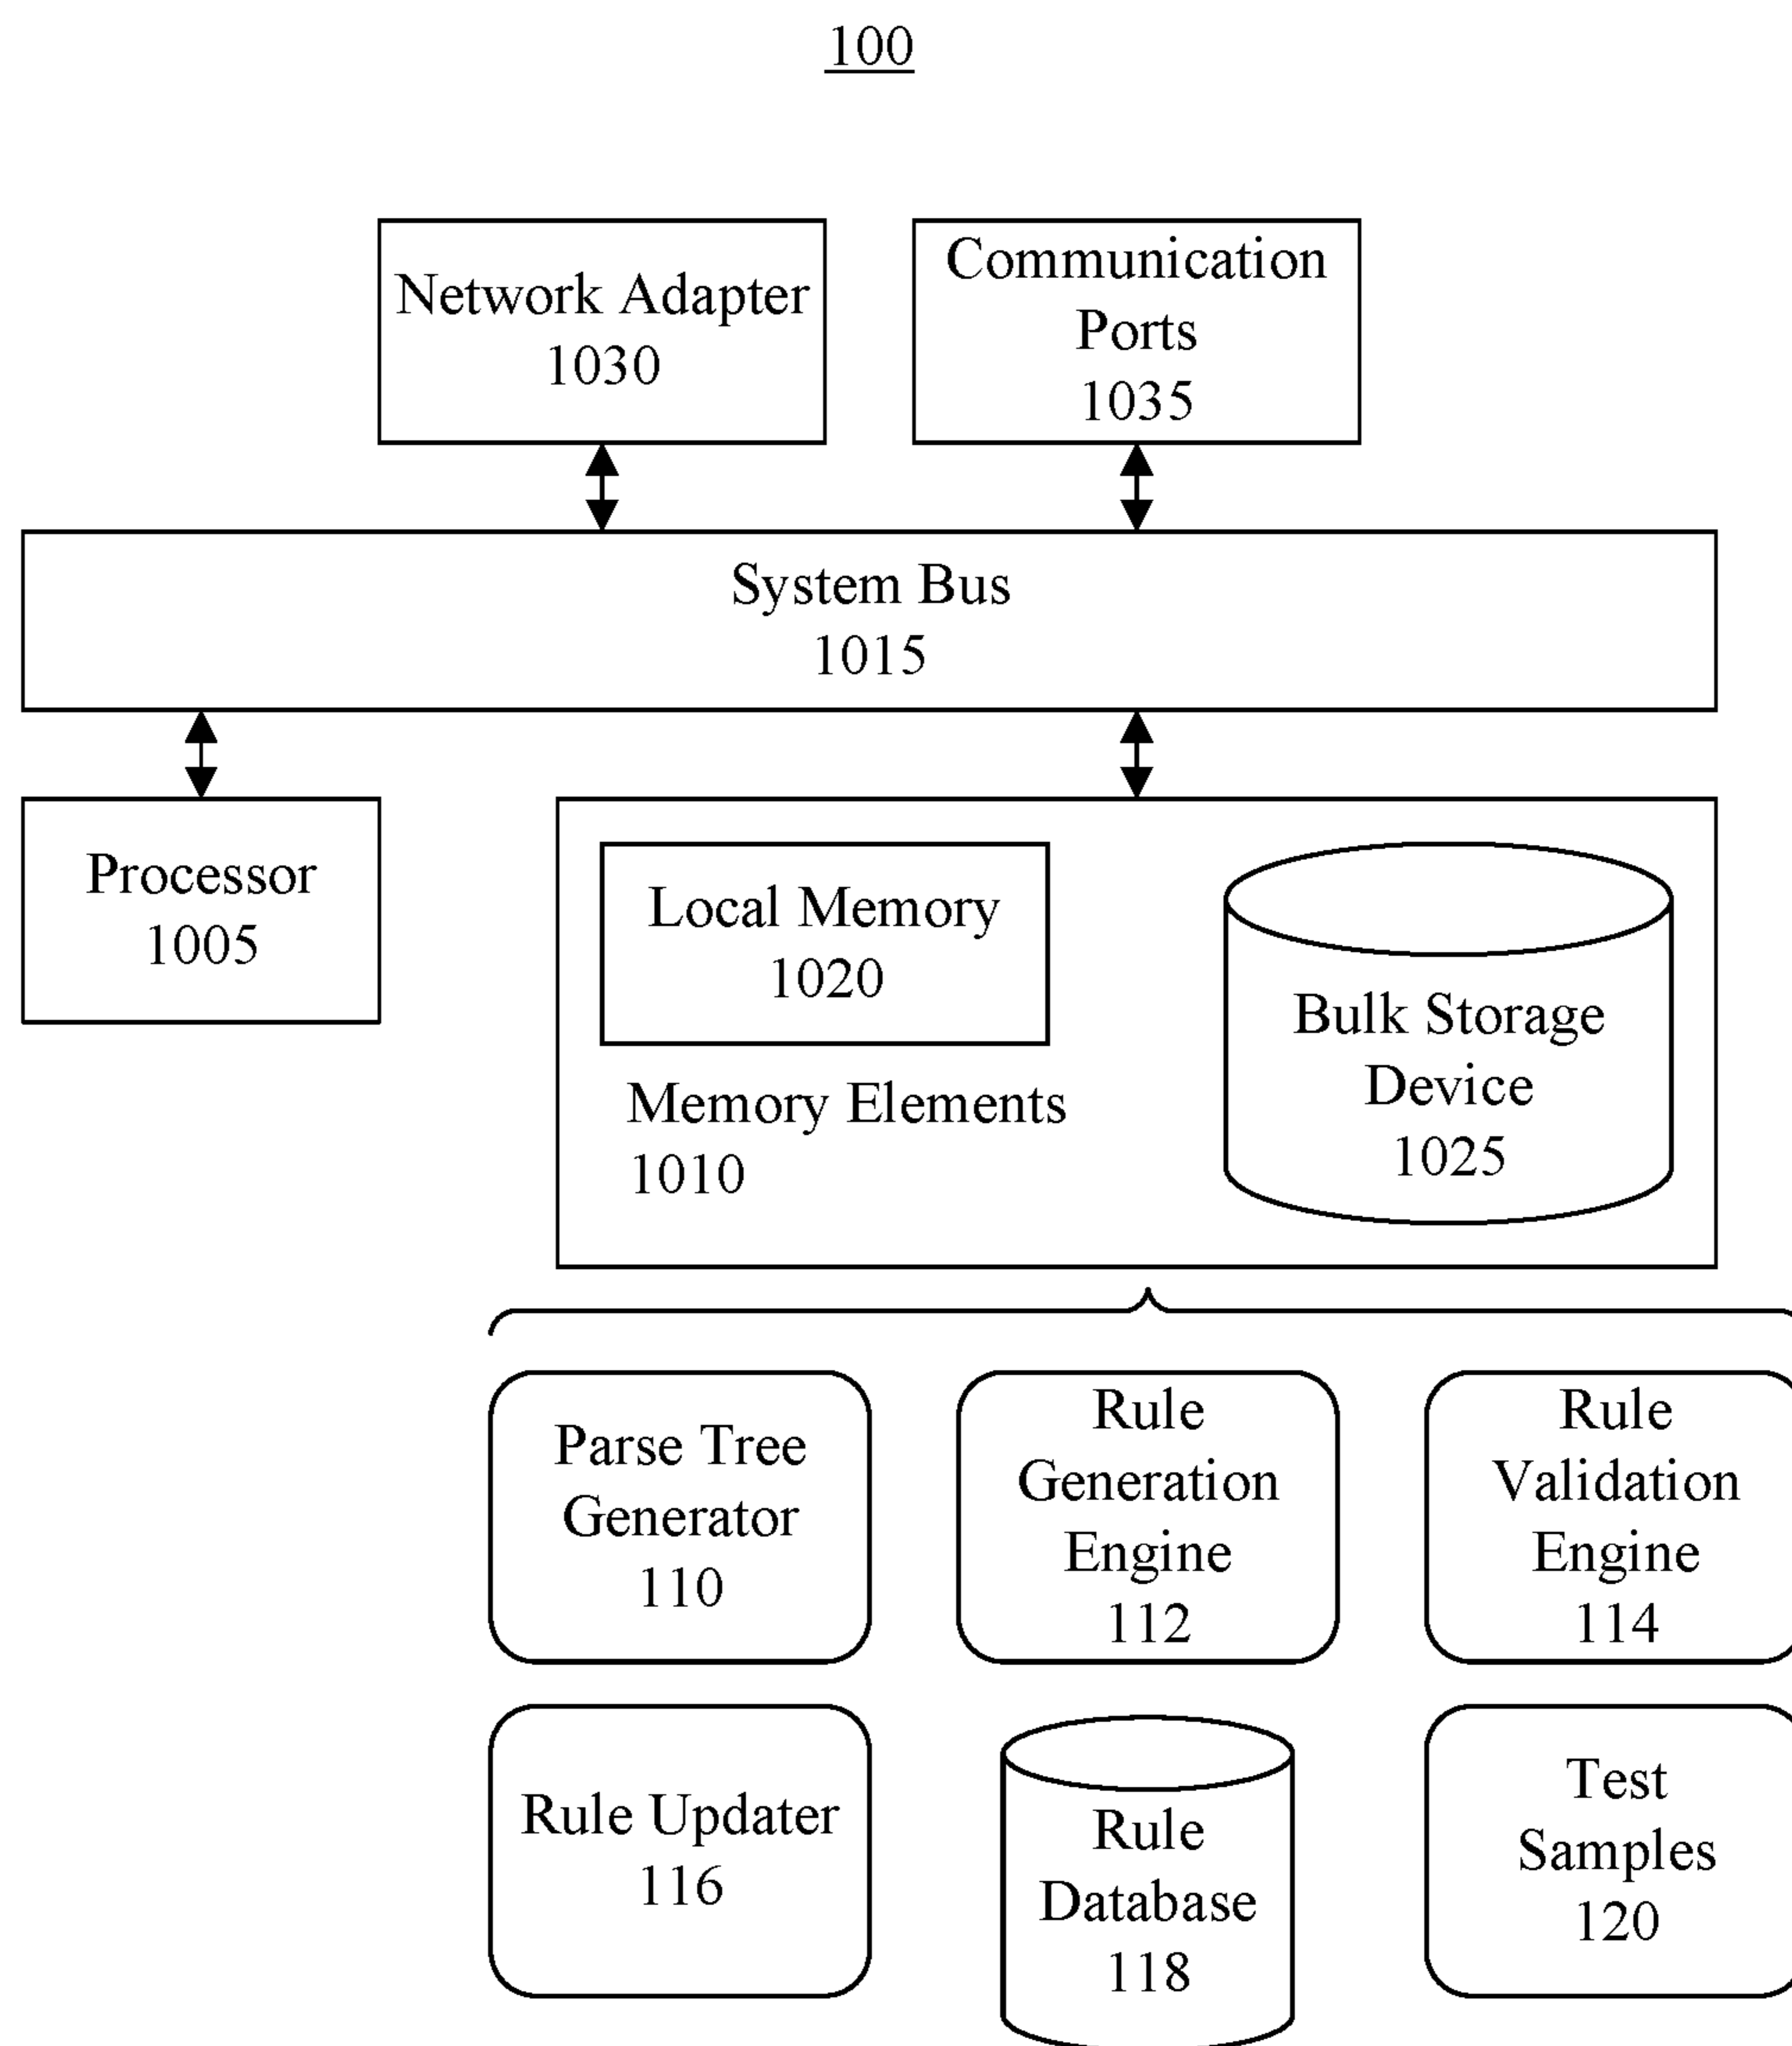 100
Network Adapter
1030
Communication
Ports
1035
System Bus
1015
Processor
1005
Local Memory
1020
Memory Elements
1010
Bulk Storage
Device
1025
Parse Tree
Generator
110
Rule
Generation
Engine
112
Rule
Validation
Engine
114
Rule Updater
116
Rule
Database
118
Test
Samples
120